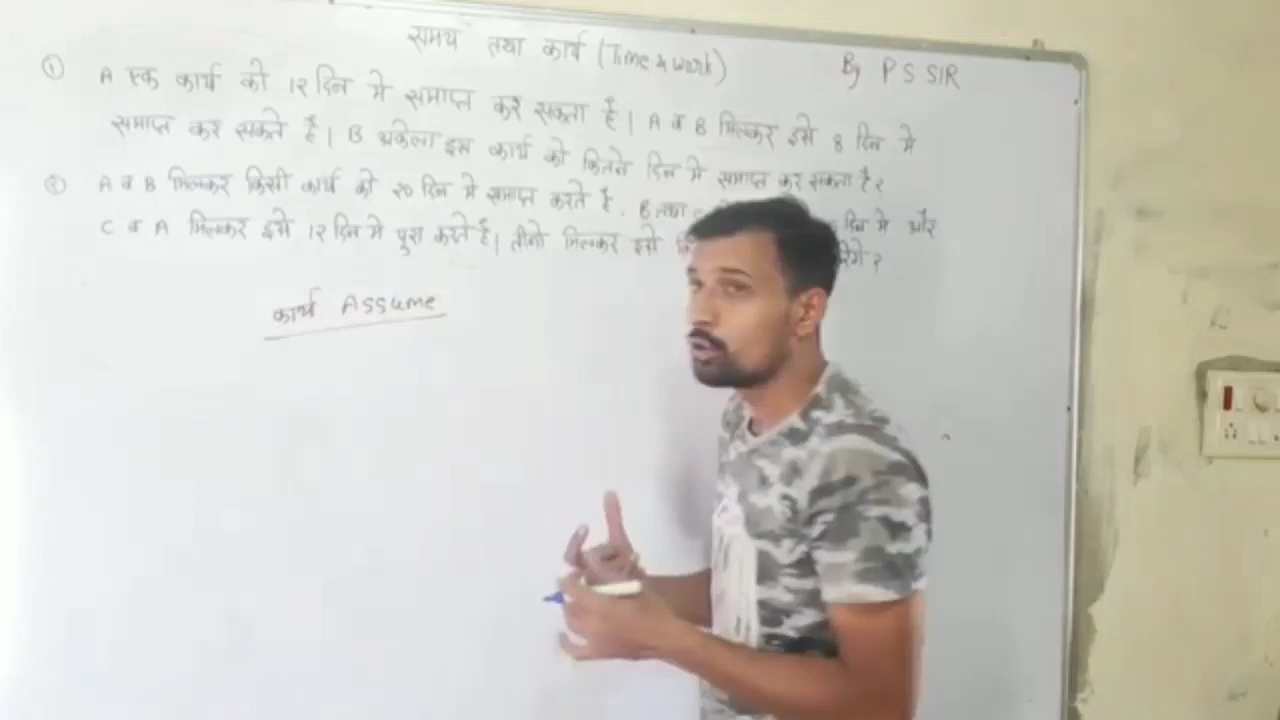 समय तथा कार्य (Time & work) By P S SIR
① A एक कार्य को 12 दिन मे समाप्त कर सकता है। A व B मिलकर इसे 8 दिन मे
समाप्त कर सकते हैं। B अकेला इस कार्य को कितने दिन मे समाप्त कर सकता है?
② A व B मिलकर किसी कार्य को 20 दिन मे समाप्त करते है. B तथा दिन मे और
C व A मिलकर इसे 12 दिन मे पुरा करते हैं। तीनो मिलकर इसे
कार्य Assume